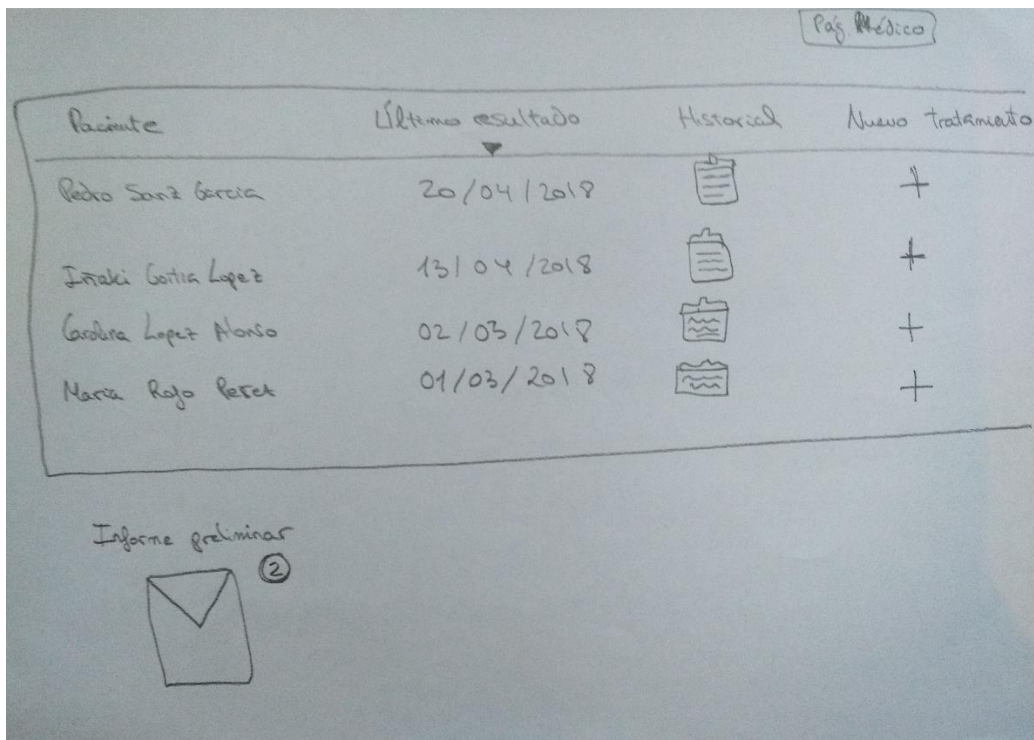 Pág Médico
Paciente Último resultado Historial Nuevo tratamiento
Pedro Sanz Garcia 20/04/2018 +
Iñaki Goitia Lopez 13/04/2018 +
Carolina Lopez Alonso 02/03/2018 +
Maria Rojo Perez 01/03/2018 +
Informe preliminar
2